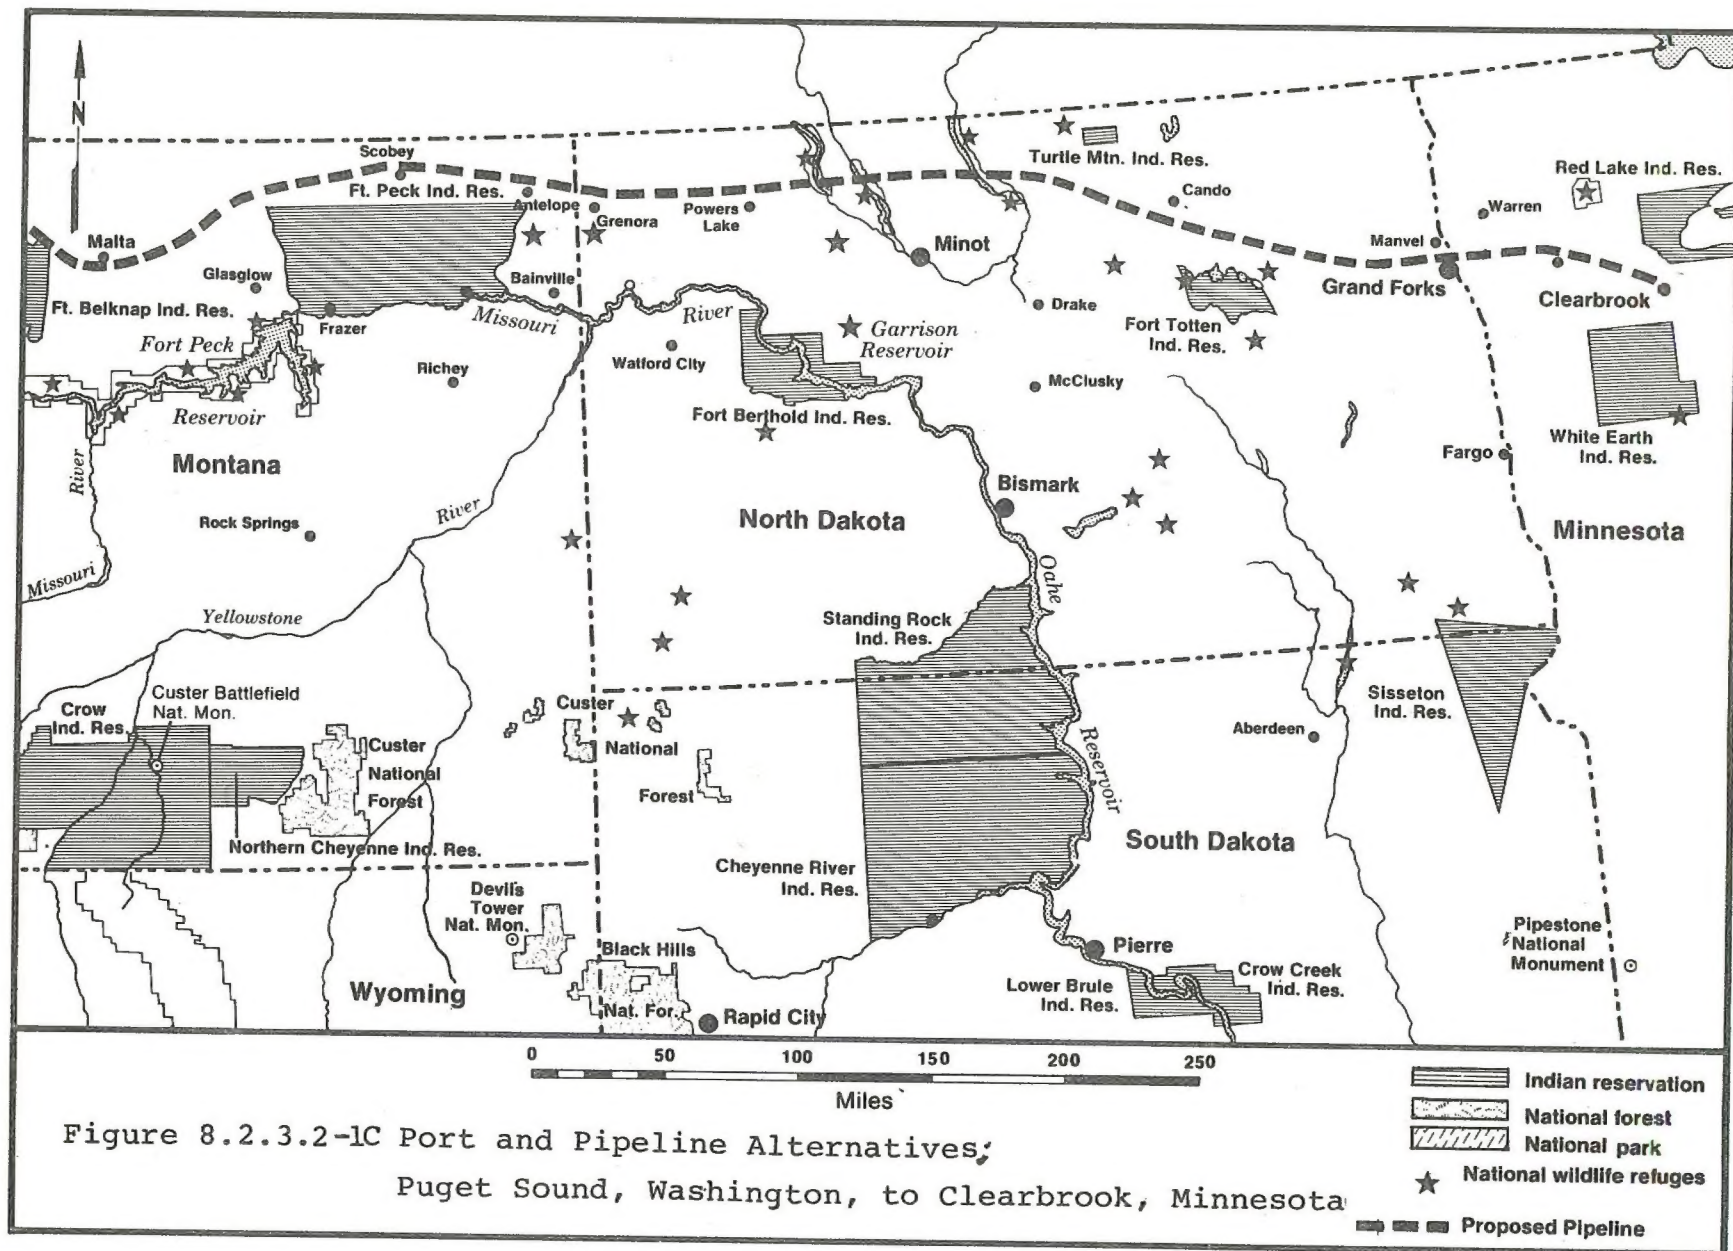 N
Scobey
Ft. Peck Ind. Res.
Antelope
Grenora
Powers
Lake
Turtle Mtn. Ind. Res.
Cando
Red Lake Ind. Res.
Warren
Malta
Minot
Manvel
Glasglow
Bainville
Grand Forks
Clearbrook
Ft. Belknap Ind. Res.
Frazer
Missouri
River
Drake
Fort Totten
Ind. Res.
Fort Peck
Garrison
Reservoir
Richey
Watford City
McClusky
Reservoir
Fort Berthold Ind. Res.
White Earth
Ind. Res.
Fargo
River
Montana
Bismark
Rock Springs
River
North Dakota
Minnesota
Missouri
Oahe
Yellowstone
Standing Rock
Ind. Res.
Custer Battlefield
Nat. Mon.
Crow
Ind. Res.
Custer
National
Forest
Sisseton
Ind. Res.
Aberdeen
Custer
National
Forest
Reservoir
Northern Cheyenne Ind. Res.
South Dakota
Cheyenne River
Ind. Res.
Devil's
Tower
Nat. Mon.
Black Hills
Nat. For.
Pierre
Pipestone
National
Monument
Wyoming
Lower Brule
Ind. Res.
Crow Creek
Ind. Res.
Rapid City
0 50 100 150 200 250
Miles
Indian reservation
National forest
National park
National wildlife refuges
Proposed Pipeline
Figure 8.2.3.2-1C Port and Pipeline Alternatives;
Puget Sound, Washington, to Clearbrook, Minnesota